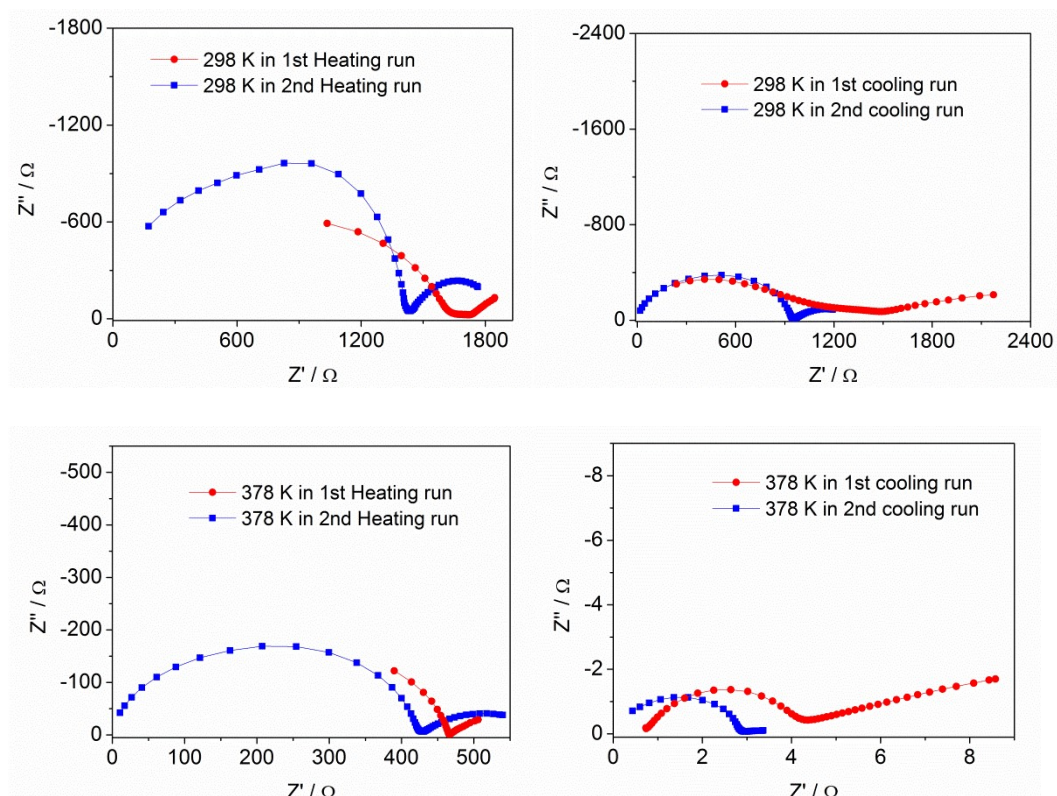 -1800
-1200
-600
0
Z" / Ω
298 K in 1st Heating run
298 K in 2nd Heating run
0 600 1200 1800
Z' / Ω
-2400
-1600
-800
0
Z" / Ω
298 K in 1st cooling run
298 K in 2nd cooling run
0 600 1200 1800 2400
Z' / Ω
-500
-400
-300
-200
-100
0
Z" / Ω
378 K in 1st Heating run
378 K in 2nd Heating run
0 100 200 300 400 500
Z' / Ω
-8
-6
-4
-2
0
Z" / Ω
378 K in 1st cooling run
378 K in 2nd cooling run
0 2 4 6 8
Z' / Ω